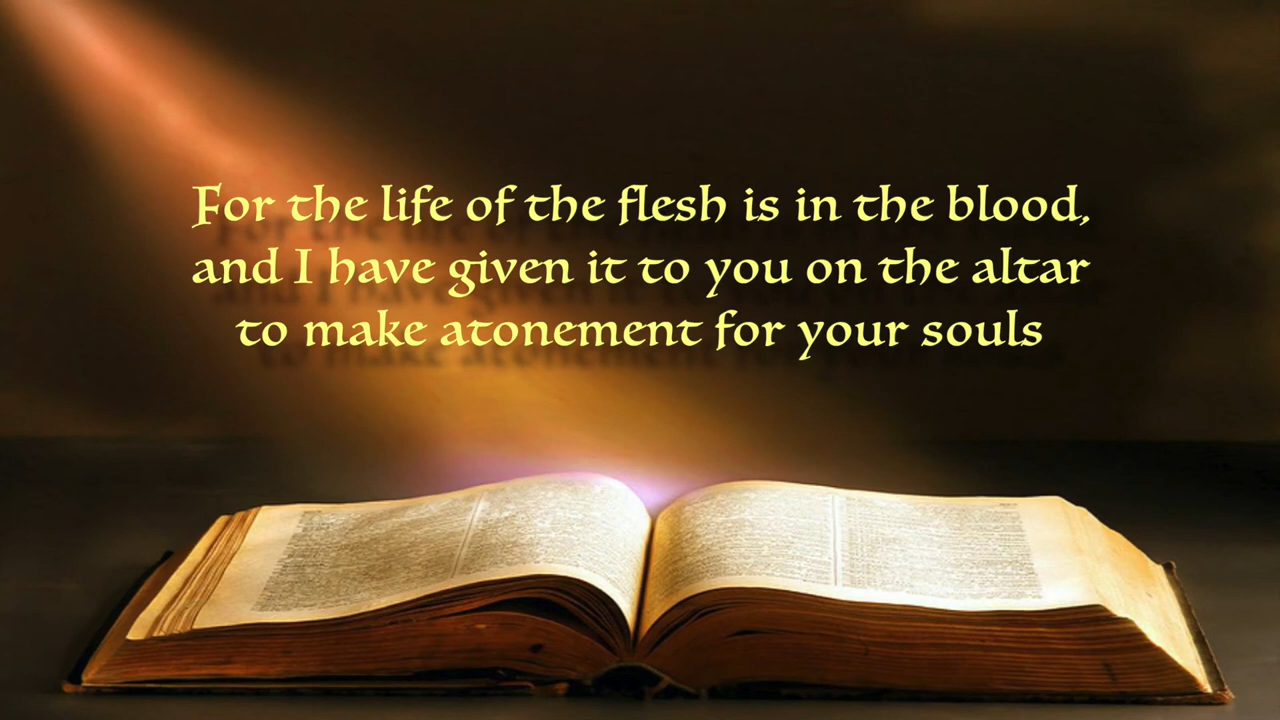 For the life of the flesh is in the blood,
and I have given it to you on the altar
to make atonement for your souls